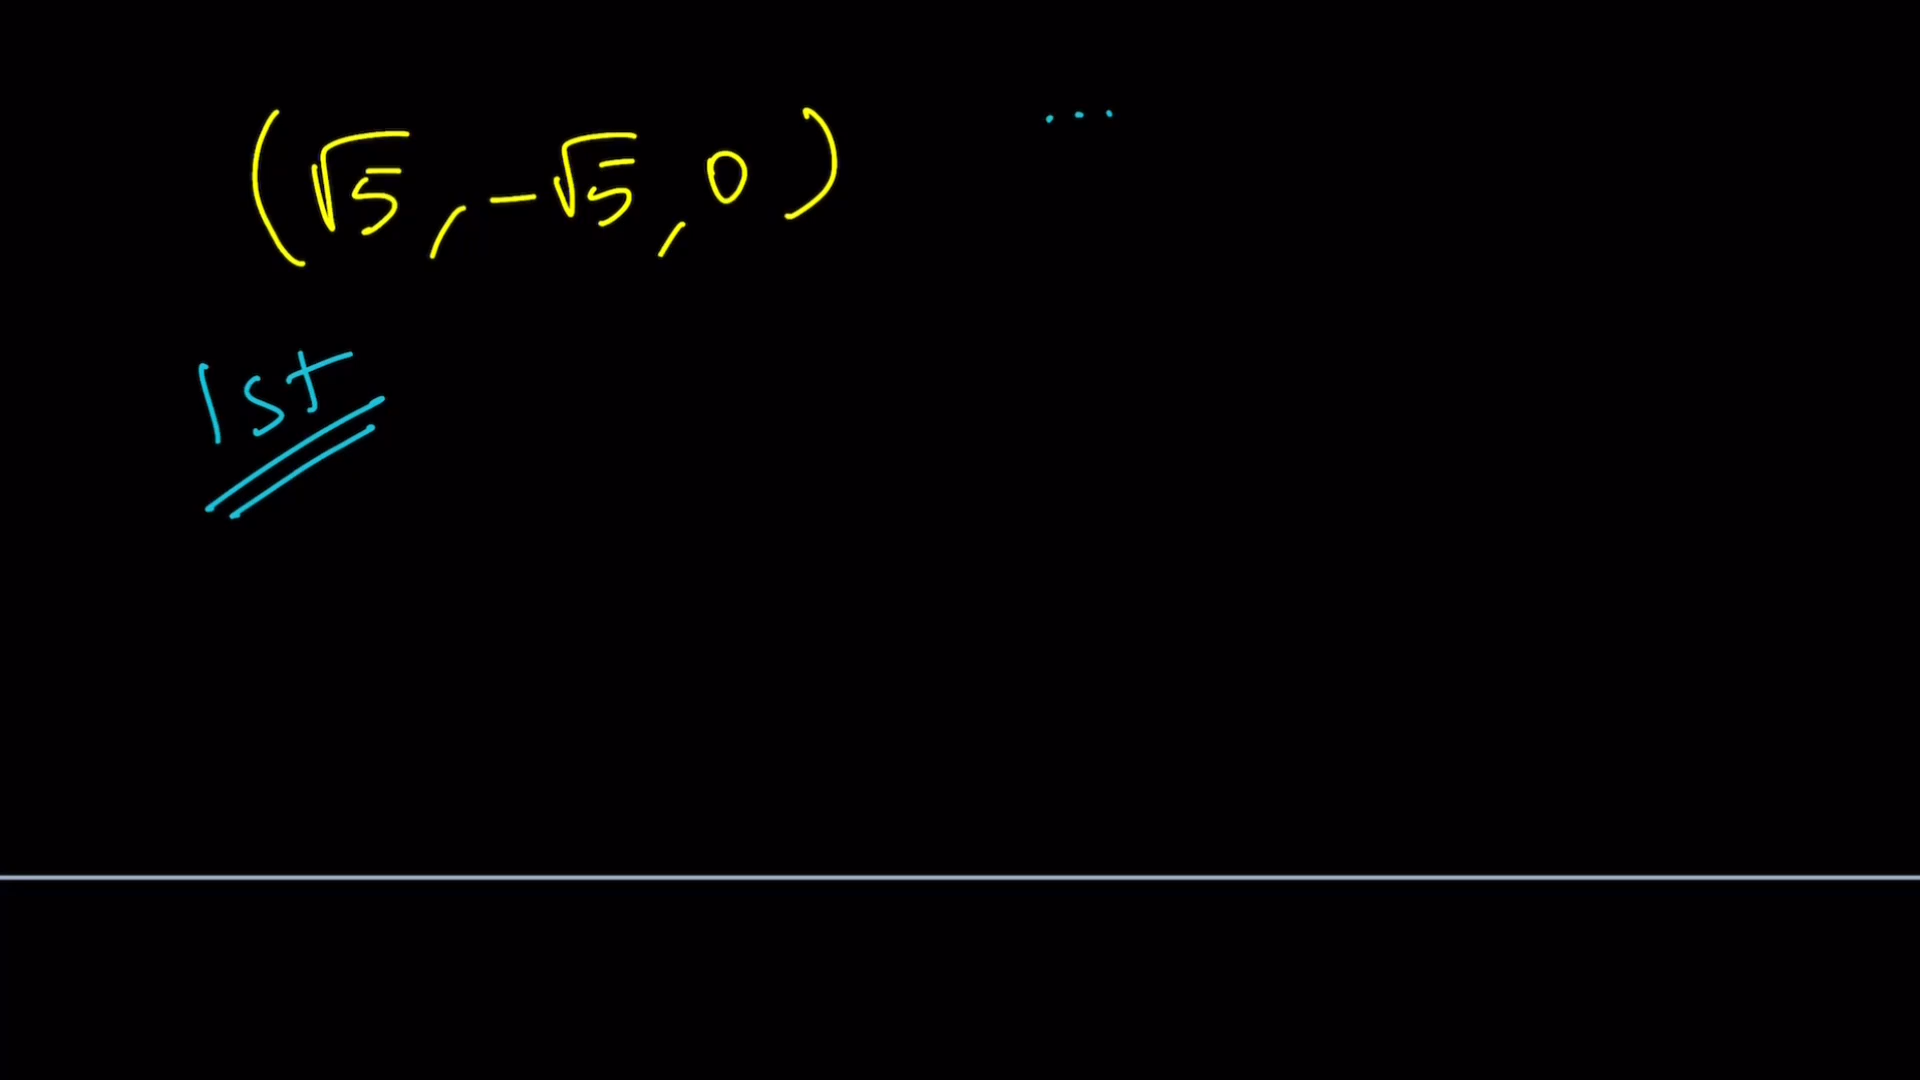 (√5, -√5, 0) ...
1st